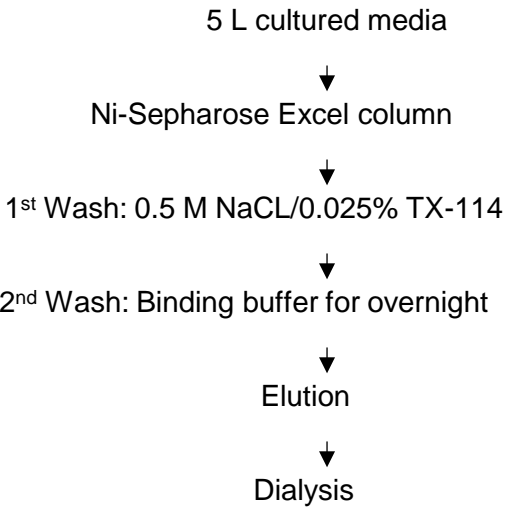 5 L cultured media
Ni-Sepharose Excel column
1st Wash: 0.5 M NaCL/0.025% TX-114
2nd Wash: Binding buffer for overnight
Elution
Dialysis